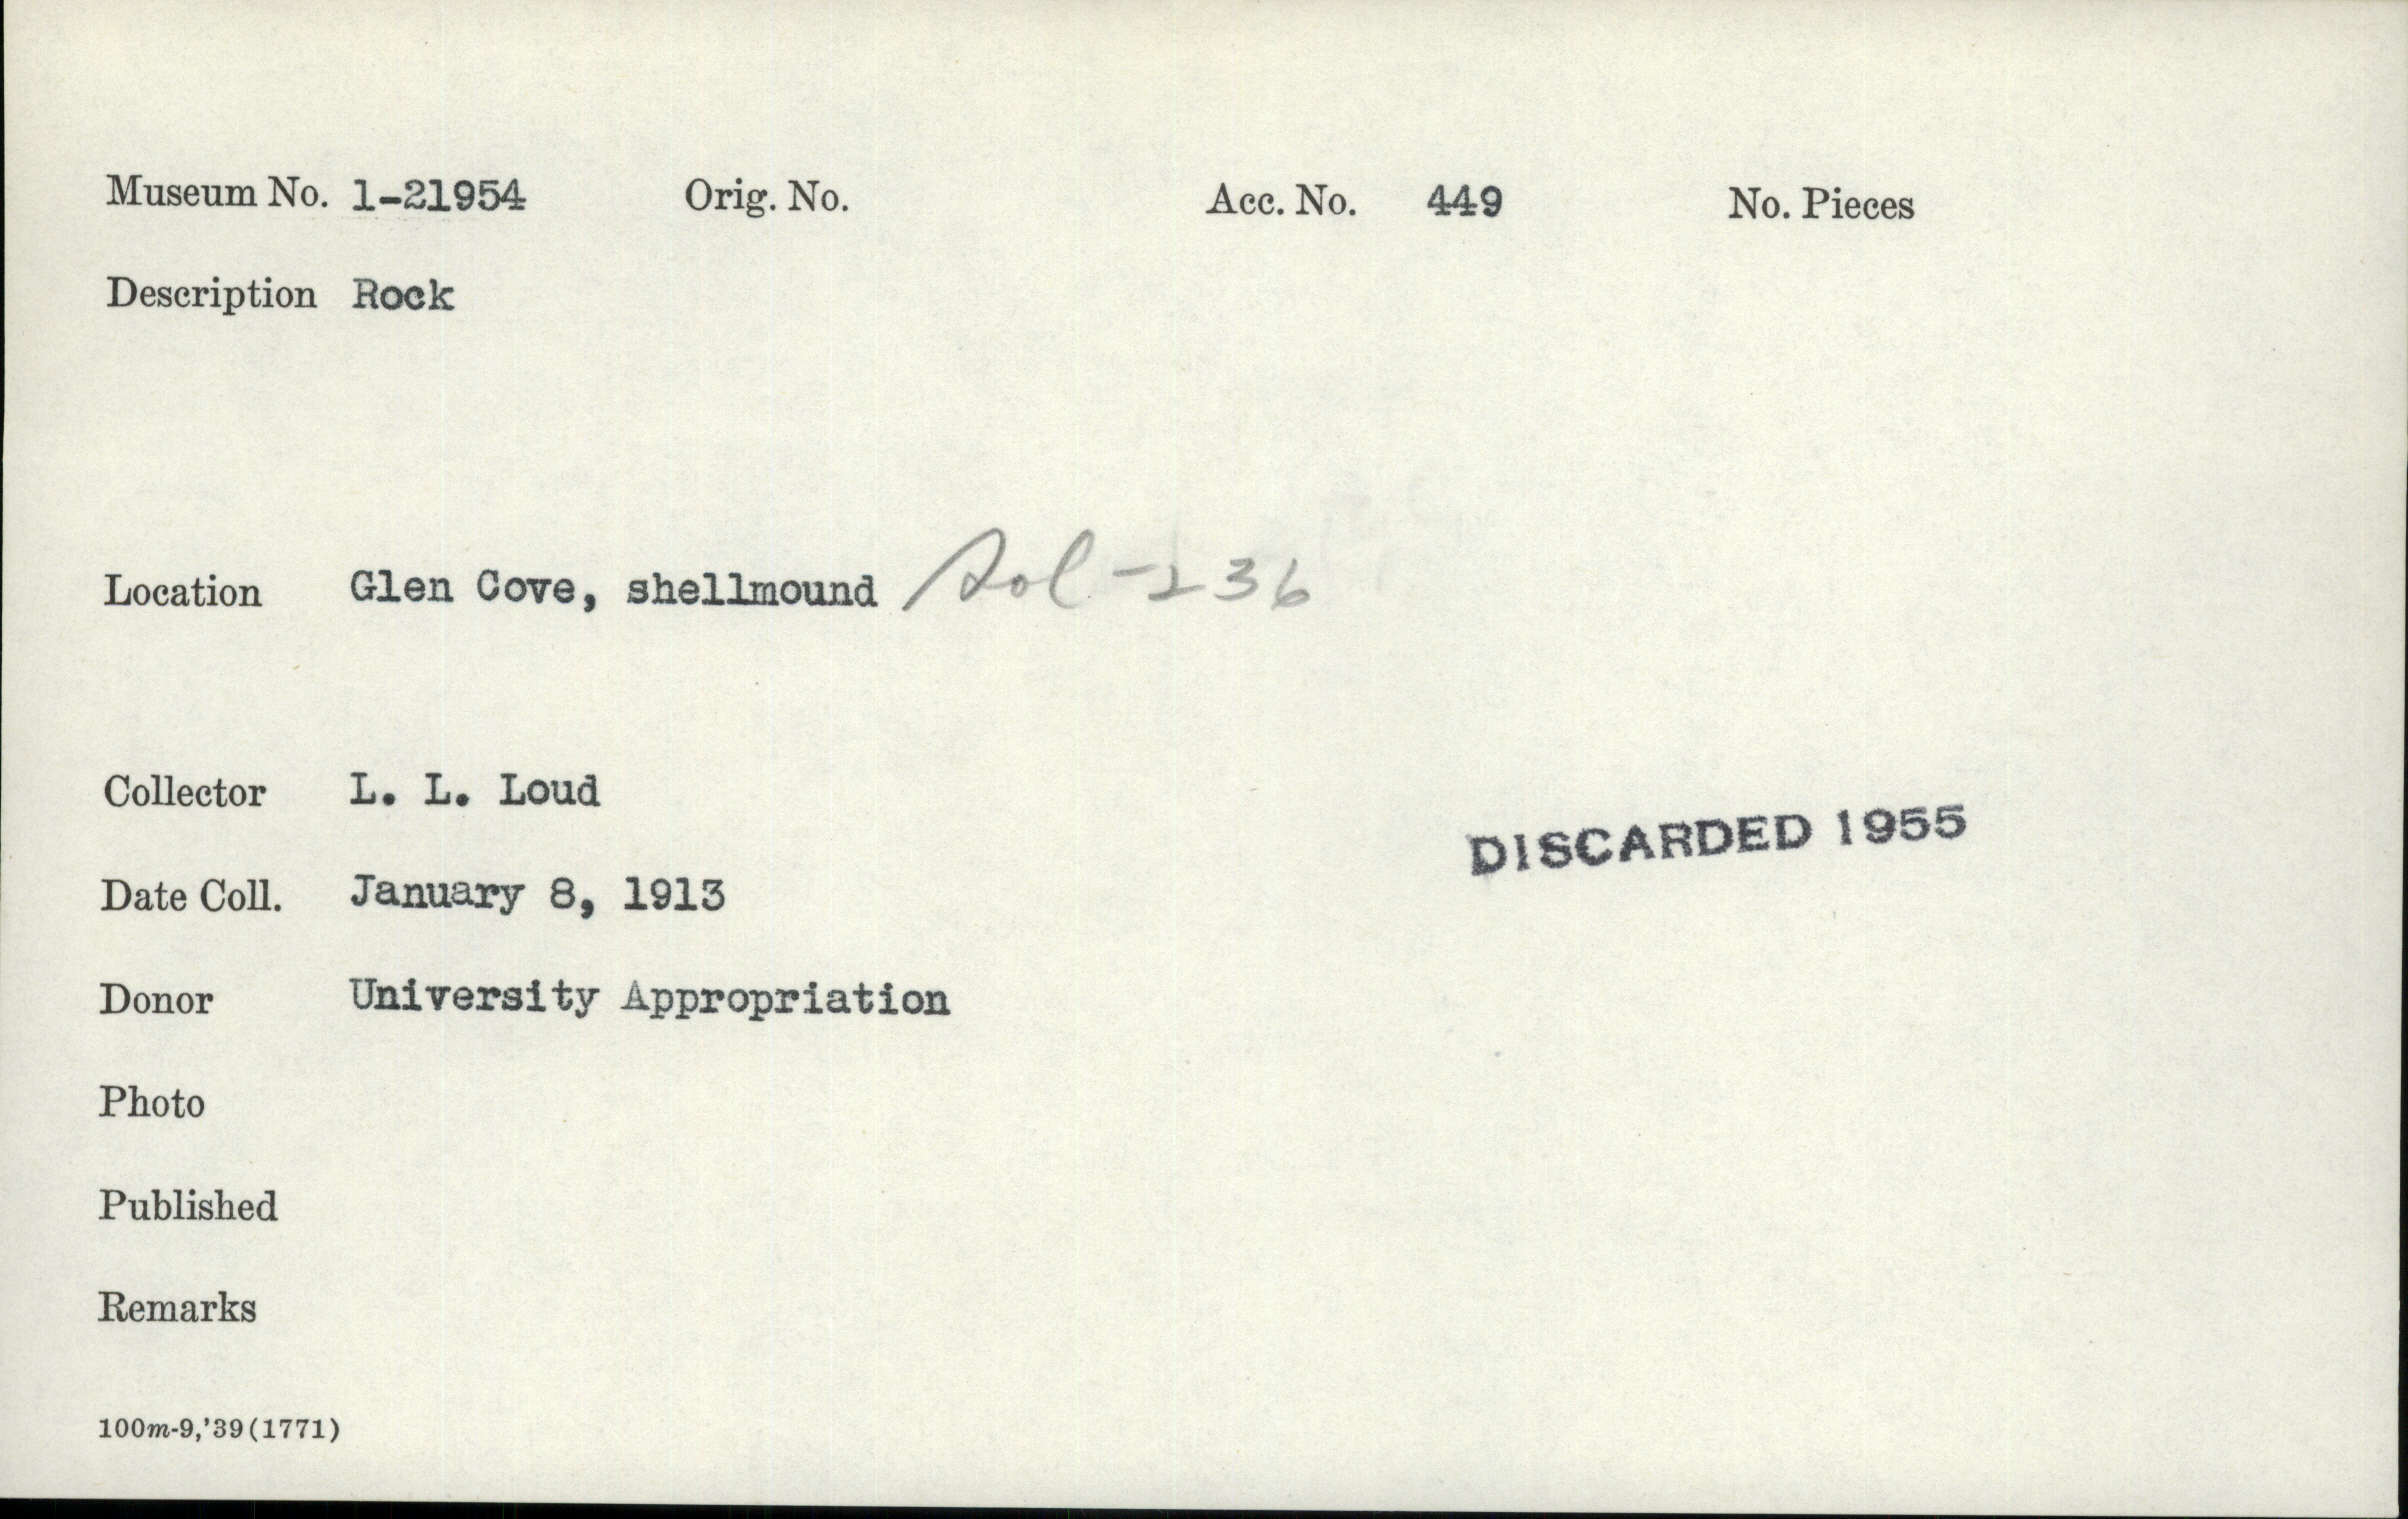 Museum No. 1-21954 Orig. No. Acc. No. 449 No. Pieces
Description Rock
Location Glen Cove, shellmound Sol-236
Collector L. L. Loud
DISCARDED 1955
Date Coll. January 8, 1913
Donor University Appropriation
Photo
Published
Remarks
100m-9,'39(1771)